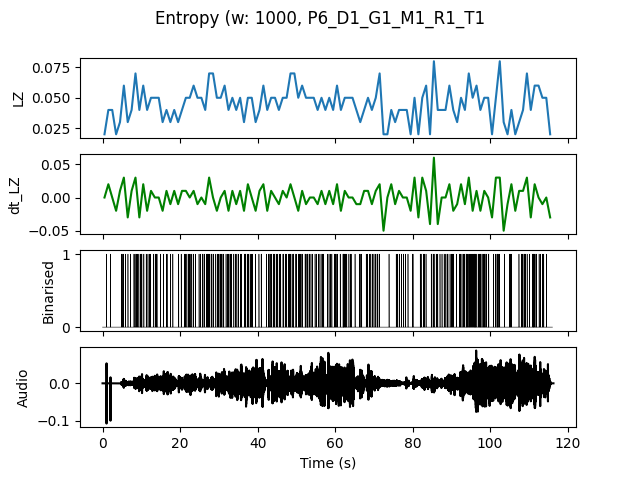 Entropy (w: 1000, P6_D1_G1_M1_R1_T1
0.075
0.050
0.025
LZ
0.05
0.00
−0.05
dt_LZ
1
0
Binarised
0.0
−0.1
Audio
0 20 40 60 80 100 120
Time (s)